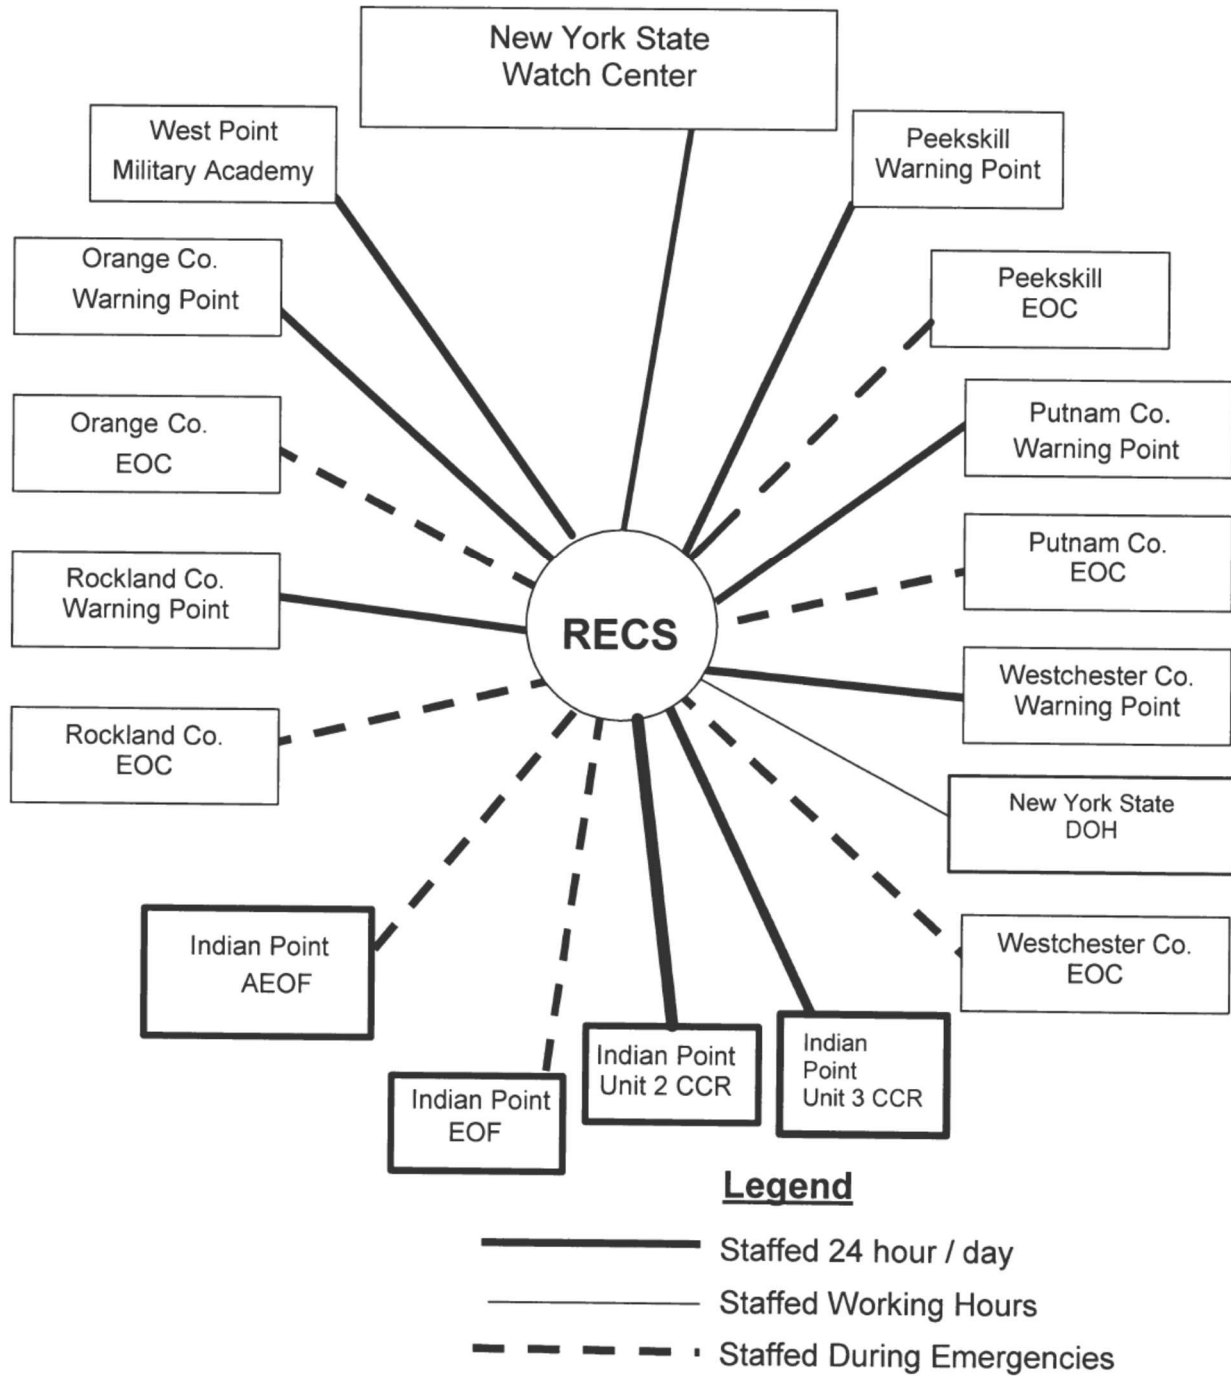 New York State
Watch Center
West Point
Military Academy
Peekskill
Warning Point
Orange Co.
Warning Point
Peekskill
EOC
Orange Co.
EOC
Putnam Co.
Warning Point
Rockland Co.
Warning Point
RECS
Putnam Co.
EOC
Westchester Co.
Warning Point
Rockland Co.
EOC
New York State
DOH
Indian Point
AEOF
Westchester Co.
EOC
Indian Point
EOF
Indian Point
Unit 2 CCR
Indian
Point
Unit 3 CCR
Legend
Staffed 24 hour / day
Staffed Working Hours
Staffed During Emergencies